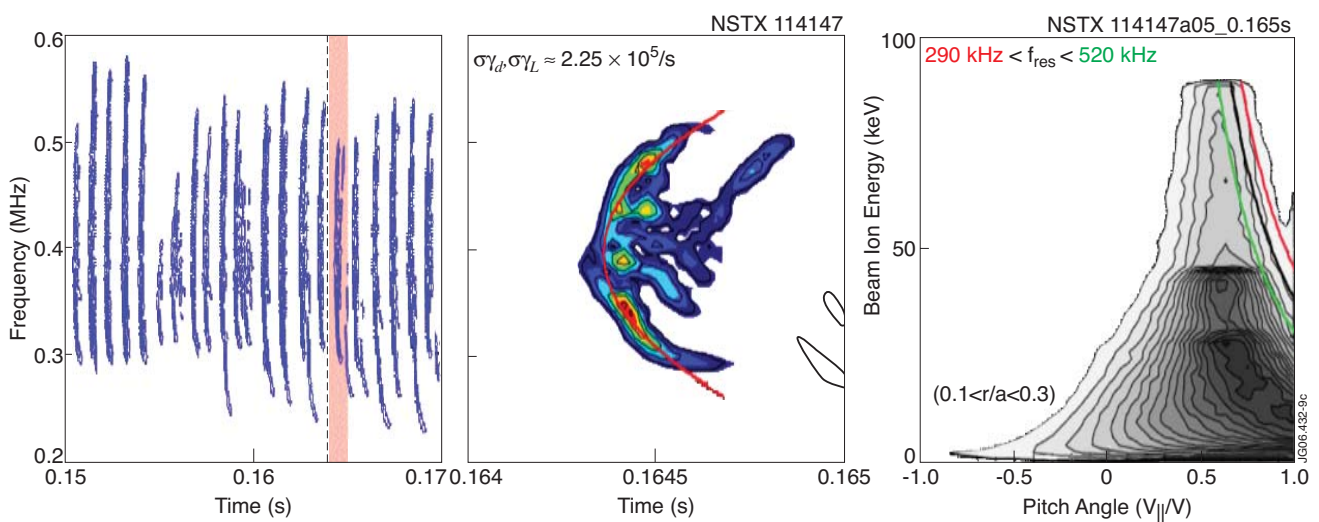 NSTX 114147
NSTX 114147a05_0.165s
Frequency (MHz)
0.6
0.5
0.4
0.3
0.2
0.15
0.16
0.17
Time (s)
σγd,σγL ≈ 2.25 × 10⁵/s
0.164
0.1645
0.165
Time (s)
Beam Ion Energy (keV)
100
50
0
290 kHz < fres < 520 kHz
(0.1<r/a<0.3)
-1.0
-0.5
0
0.5
1.0
Pitch Angle (V||/V)
JG06.432-9c